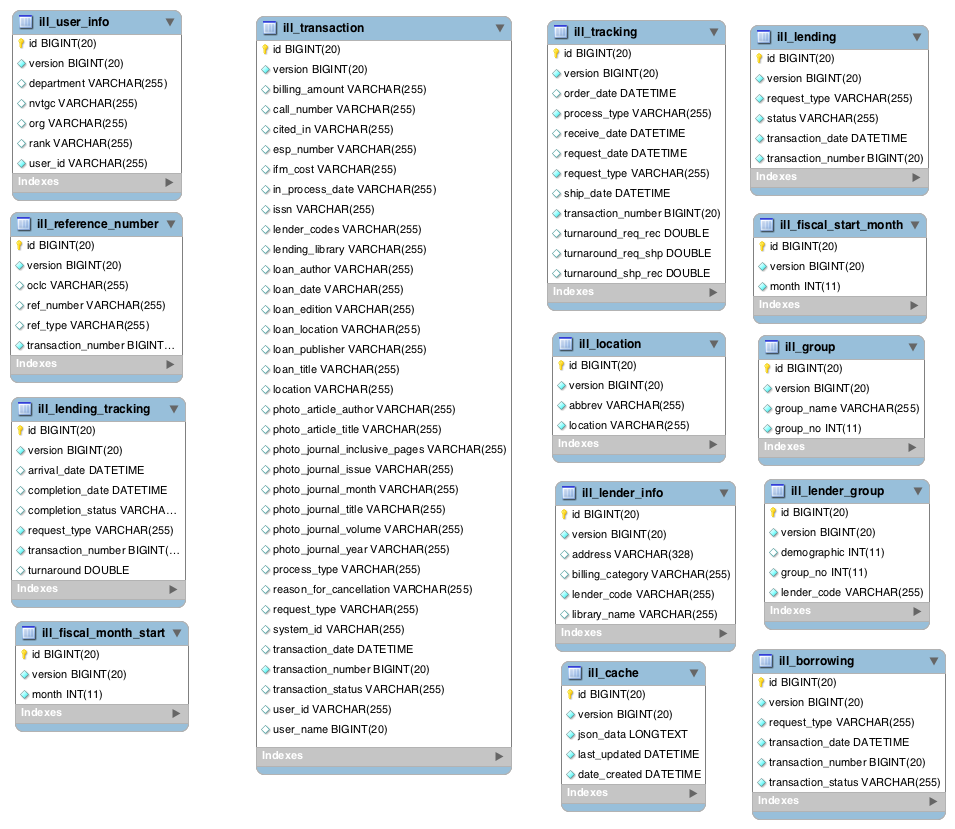 ill_user_info
id BIGINT(20)
version BIGINT(20)
department VARCHAR(255)
nvtgc VARCHAR(255)
org VARCHAR(255)
rank VARCHAR(255)
user_id VARCHAR(255)
Indexes
ill_reference_number
id BIGINT(20)
version BIGINT(20)
oclc VARCHAR(255)
ref_number VARCHAR(255)
ref_type VARCHAR(255)
transaction_number BIGINT...
Indexes
ill_lending_tracking
id BIGINT(20)
version BIGINT(20)
arrival_date DATETIME
completion_date DATETIME
completion_status VARCHA...
request_type VARCHAR(255)
transaction_number BIGINT(...
turnaround DOUBLE
Indexes
ill_fiscal_month_start
id BIGINT(20)
version BIGINT(20)
month INT(11)
Indexes
ill_transaction
id BIGINT(20)
version BIGINT(20)
billing_amount VARCHAR(255)
call_number VARCHAR(255)
cited_in VARCHAR(255)
esp_number VARCHAR(255)
ifm_cost VARCHAR(255)
in_process_date VARCHAR(255)
issn VARCHAR(255)
lender_codes VARCHAR(255)
lending_library VARCHAR(255)
loan_author VARCHAR(255)
loan_date VARCHAR(255)
loan_edition VARCHAR(255)
loan_location VARCHAR(255)
loan_publisher VARCHAR(255)
loan_title VARCHAR(255)
location VARCHAR(255)
photo_article_author VARCHAR(255)
photo_article_title VARCHAR(255)
photo_journal_inclusive_pages VARCHAR(255)
photo_journal_issue VARCHAR(255)
photo_journal_month VARCHAR(255)
photo_journal_title VARCHAR(255)
photo_journal_volume VARCHAR(255)
photo_journal_year VARCHAR(255)
process_type VARCHAR(255)
reason_for_cancellation VARCHAR(255)
request_type VARCHAR(255)
system_id VARCHAR(255)
transaction_date DATETIME
transaction_number BIGINT(20)
transaction_status VARCHAR(255)
user_id VARCHAR(255)
user_name BIGINT(20)
Indexes
ill_tracking
id BIGINT(20)
version BIGINT(20)
order_date DATETIME
process_type VARCHAR(255)
receive_date DATETIME
request_date DATETIME
request_type VARCHAR(255)
ship_date DATETIME
transaction_number BIGINT(20)
turnaround_req_rec DOUBLE
turnaround_req_shp DOUBLE
turnaround_shp_rec DOUBLE
Indexes
ill_location
id BIGINT(20)
version BIGINT(20)
abbrev VARCHAR(255)
location VARCHAR(255)
Indexes
ill_lender_info
id BIGINT(20)
version BIGINT(20)
address VARCHAR(328)
billing_category VARCHAR(255)
lender_code VARCHAR(255)
library_name VARCHAR(255)
Indexes
ill_cache
id BIGINT(20)
version BIGINT(20)
json_data LONGTEXT
last_updated DATETIME
date_created DATETIME
Indexes
ill_lending
id BIGINT(20)
version BIGINT(20)
request_type VARCHAR(255)
status VARCHAR(255)
transaction_date DATETIME
transaction_number BIGINT(20)
Indexes
ill_fiscal_start_month
id BIGINT(20)
version BIGINT(20)
month INT(11)
Indexes
ill_group
id BIGINT(20)
version BIGINT(20)
group_name VARCHAR(255)
group_no INT(11)
Indexes
ill_lender_group
id BIGINT(20)
version BIGINT(20)
demographic INT(11)
group_no INT(11)
lender_code VARCHAR(255)
Indexes
ill_borrowing
id BIGINT(20)
version BIGINT(20)
request_type VARCHAR(255)
transaction_date DATETIME
transaction_number BIGINT(20)
transaction_status VARCHAR(255)
Indexes